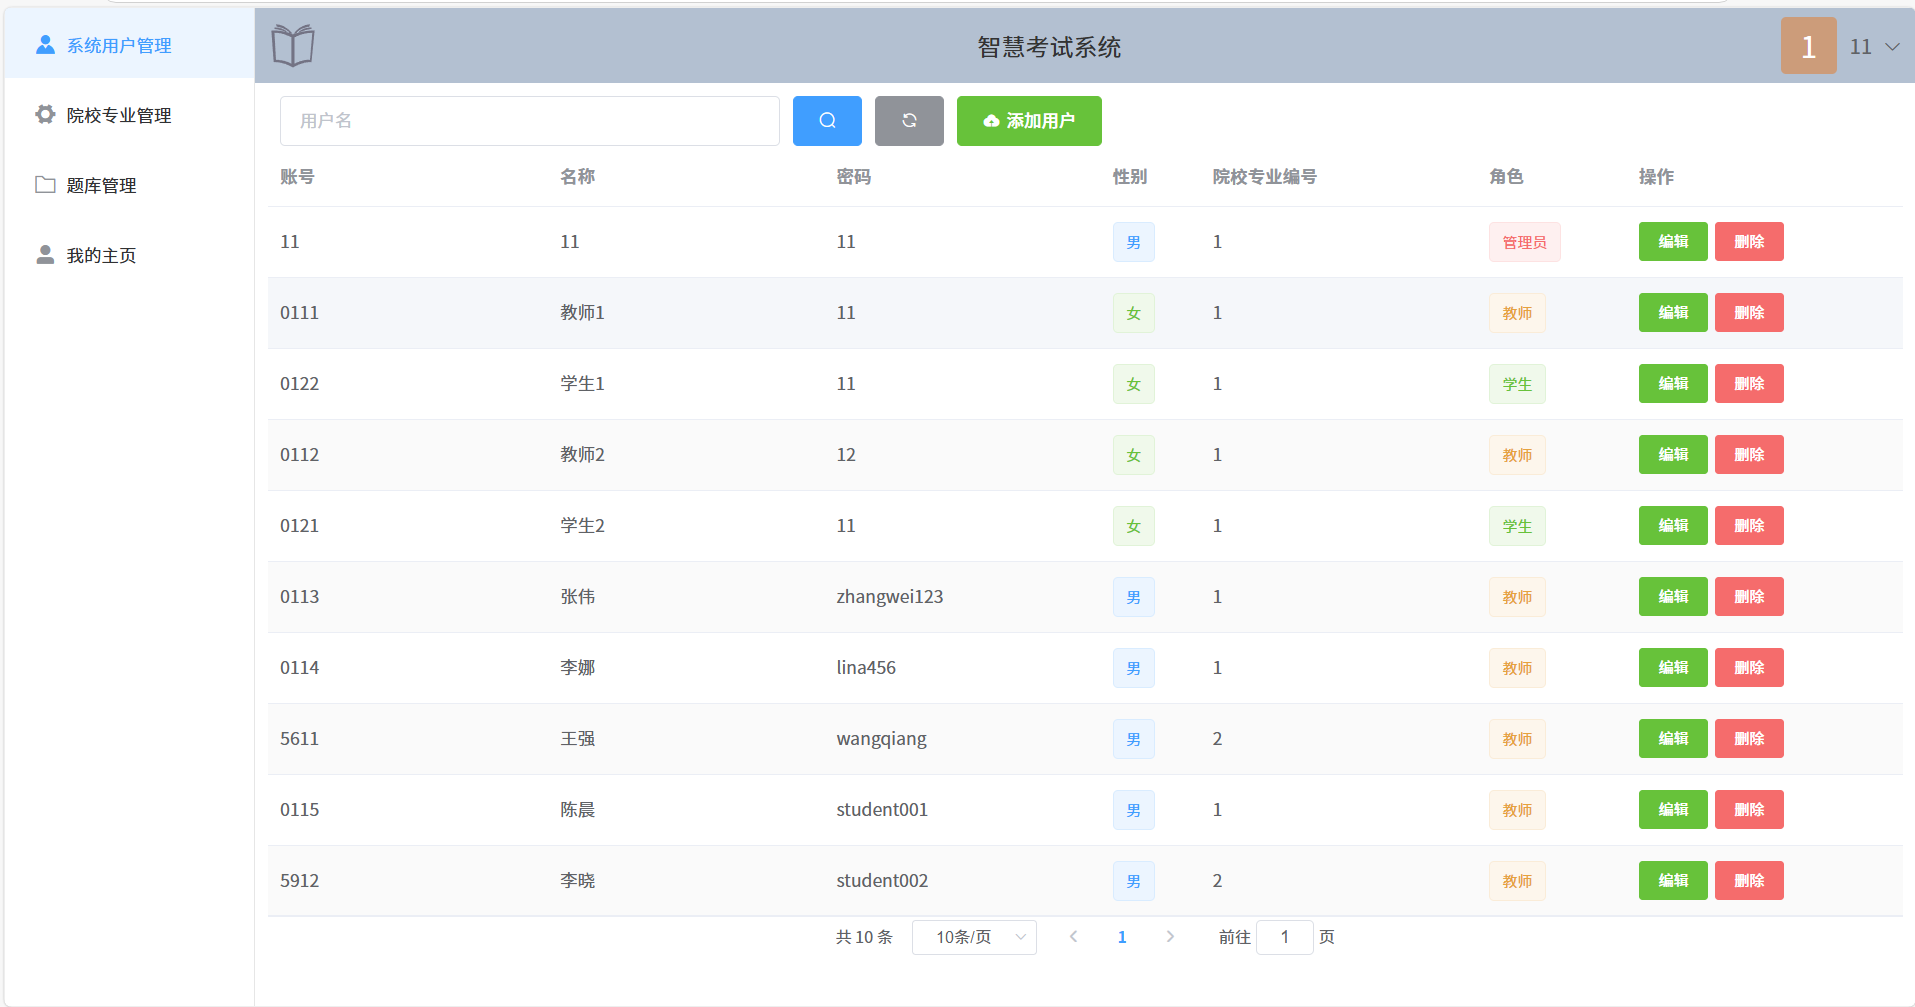 系统用户管理
院校专业管理
题库管理
我的主页
智慧考试系统
1 11
用户名 添加用户
账号 名称 密码 性别 院校专业编号 角色 操作
11 11 11 男 1 管理员 编辑 删除
0111 教师1 11 女 1 教师 编辑 删除
0122 学生1 11 女 1 学生 编辑 删除
0112 教师2 12 女 1 教师 编辑 删除
0121 学生2 11 女 1 学生 编辑 删除
0113 张伟 zhangwei123 男 1 教师 编辑 删除
0114 李娜 lina456 男 1 教师 编辑 删除
5611 王强 wangqiang 男 2 教师 编辑 删除
0115 陈晨 student001 男 1 教师 编辑 删除
5912 李晓 student002 男 2 教师 编辑 删除
共 10 条 10条/页 1 前往 1 页